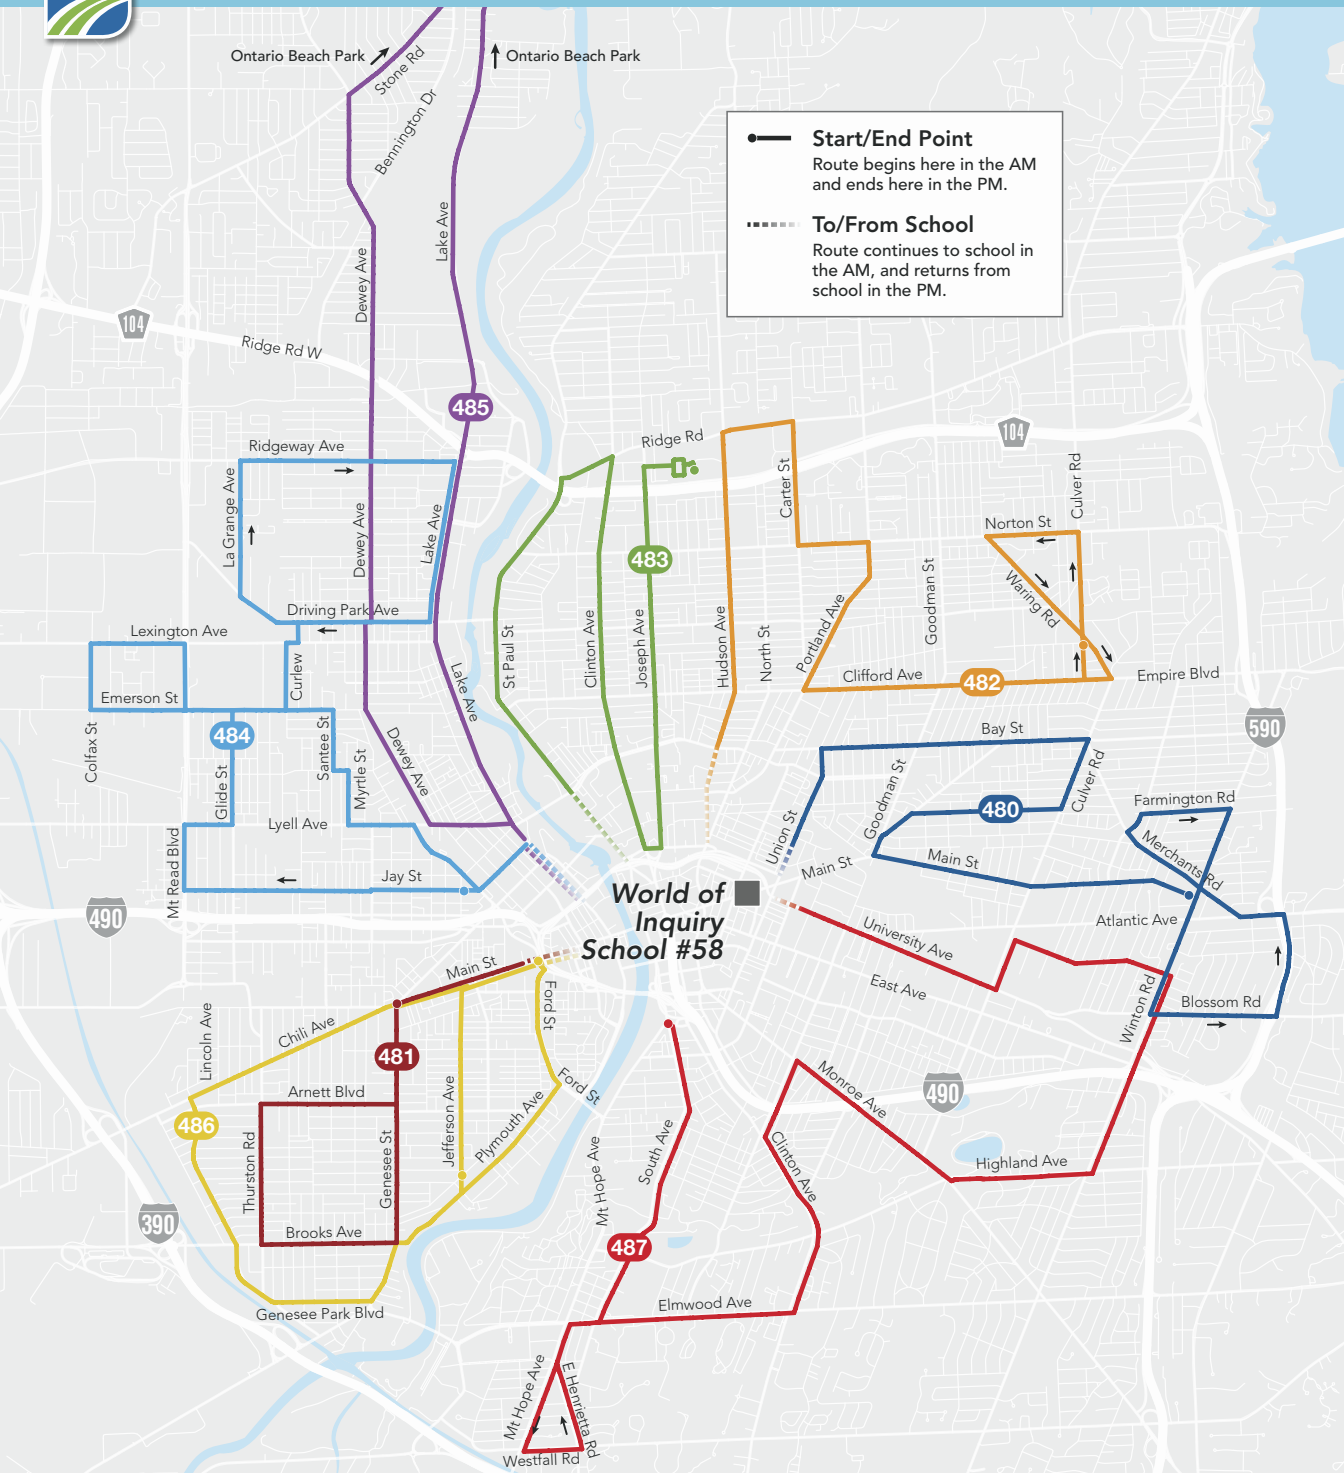 Ontario Beach Park
Ontario Beach Park
Stone Rd
Bennington Dr
Start/End Point
Route begins here in the AM
and ends here in the PM.
To/From School
Route continues to school in
the AM, and returns from
school in the PM.
Lake Ave
Dewey Ave
104
Ridge Rd W
485
Ridgeway Ave
Ridge Rd
104
Carter St
Culver Rd
La Grange Ave
Dewey Ave
Lake Ave
Norton St
483
Goodman St
Waring Rd
Driving Park Ave
Lexington Ave
Curlew
St Paul St
Clinton Ave
Joseph Ave
Hudson Ave
North St
Portland Ave
Clifford Ave
482
Empire Blvd
Emerson St
Lake Ave
484
Colfax St
Glide St
Santee St
Myrtle St
Dewey Ave
Bay St
590
Culver Rd
Goodman St
480
Farmington Rd
Lyell Ave
Union St
Main St
Main St
Merchants Rd
Mt Read Blvd
Jay St
World of
Inquiry
School #58
490
University Ave
Atlantic Ave
Main St
East Ave
Winton Rd
Blossom Rd
Ford St
Lincoln Ave
Chili Ave
481
Arnett Blvd
Ford St
Monroe Ave
490
486
Thurston Rd
Genesee St
Jefferson Ave
Plymouth Ave
Mt Hope Ave
South Ave
Clinton Ave
Highland Ave
390
Brooks Ave
487
Genesee Park Blvd
Elmwood Ave
Mt Hope Ave
E Henrietta Rd
Westfall Rd